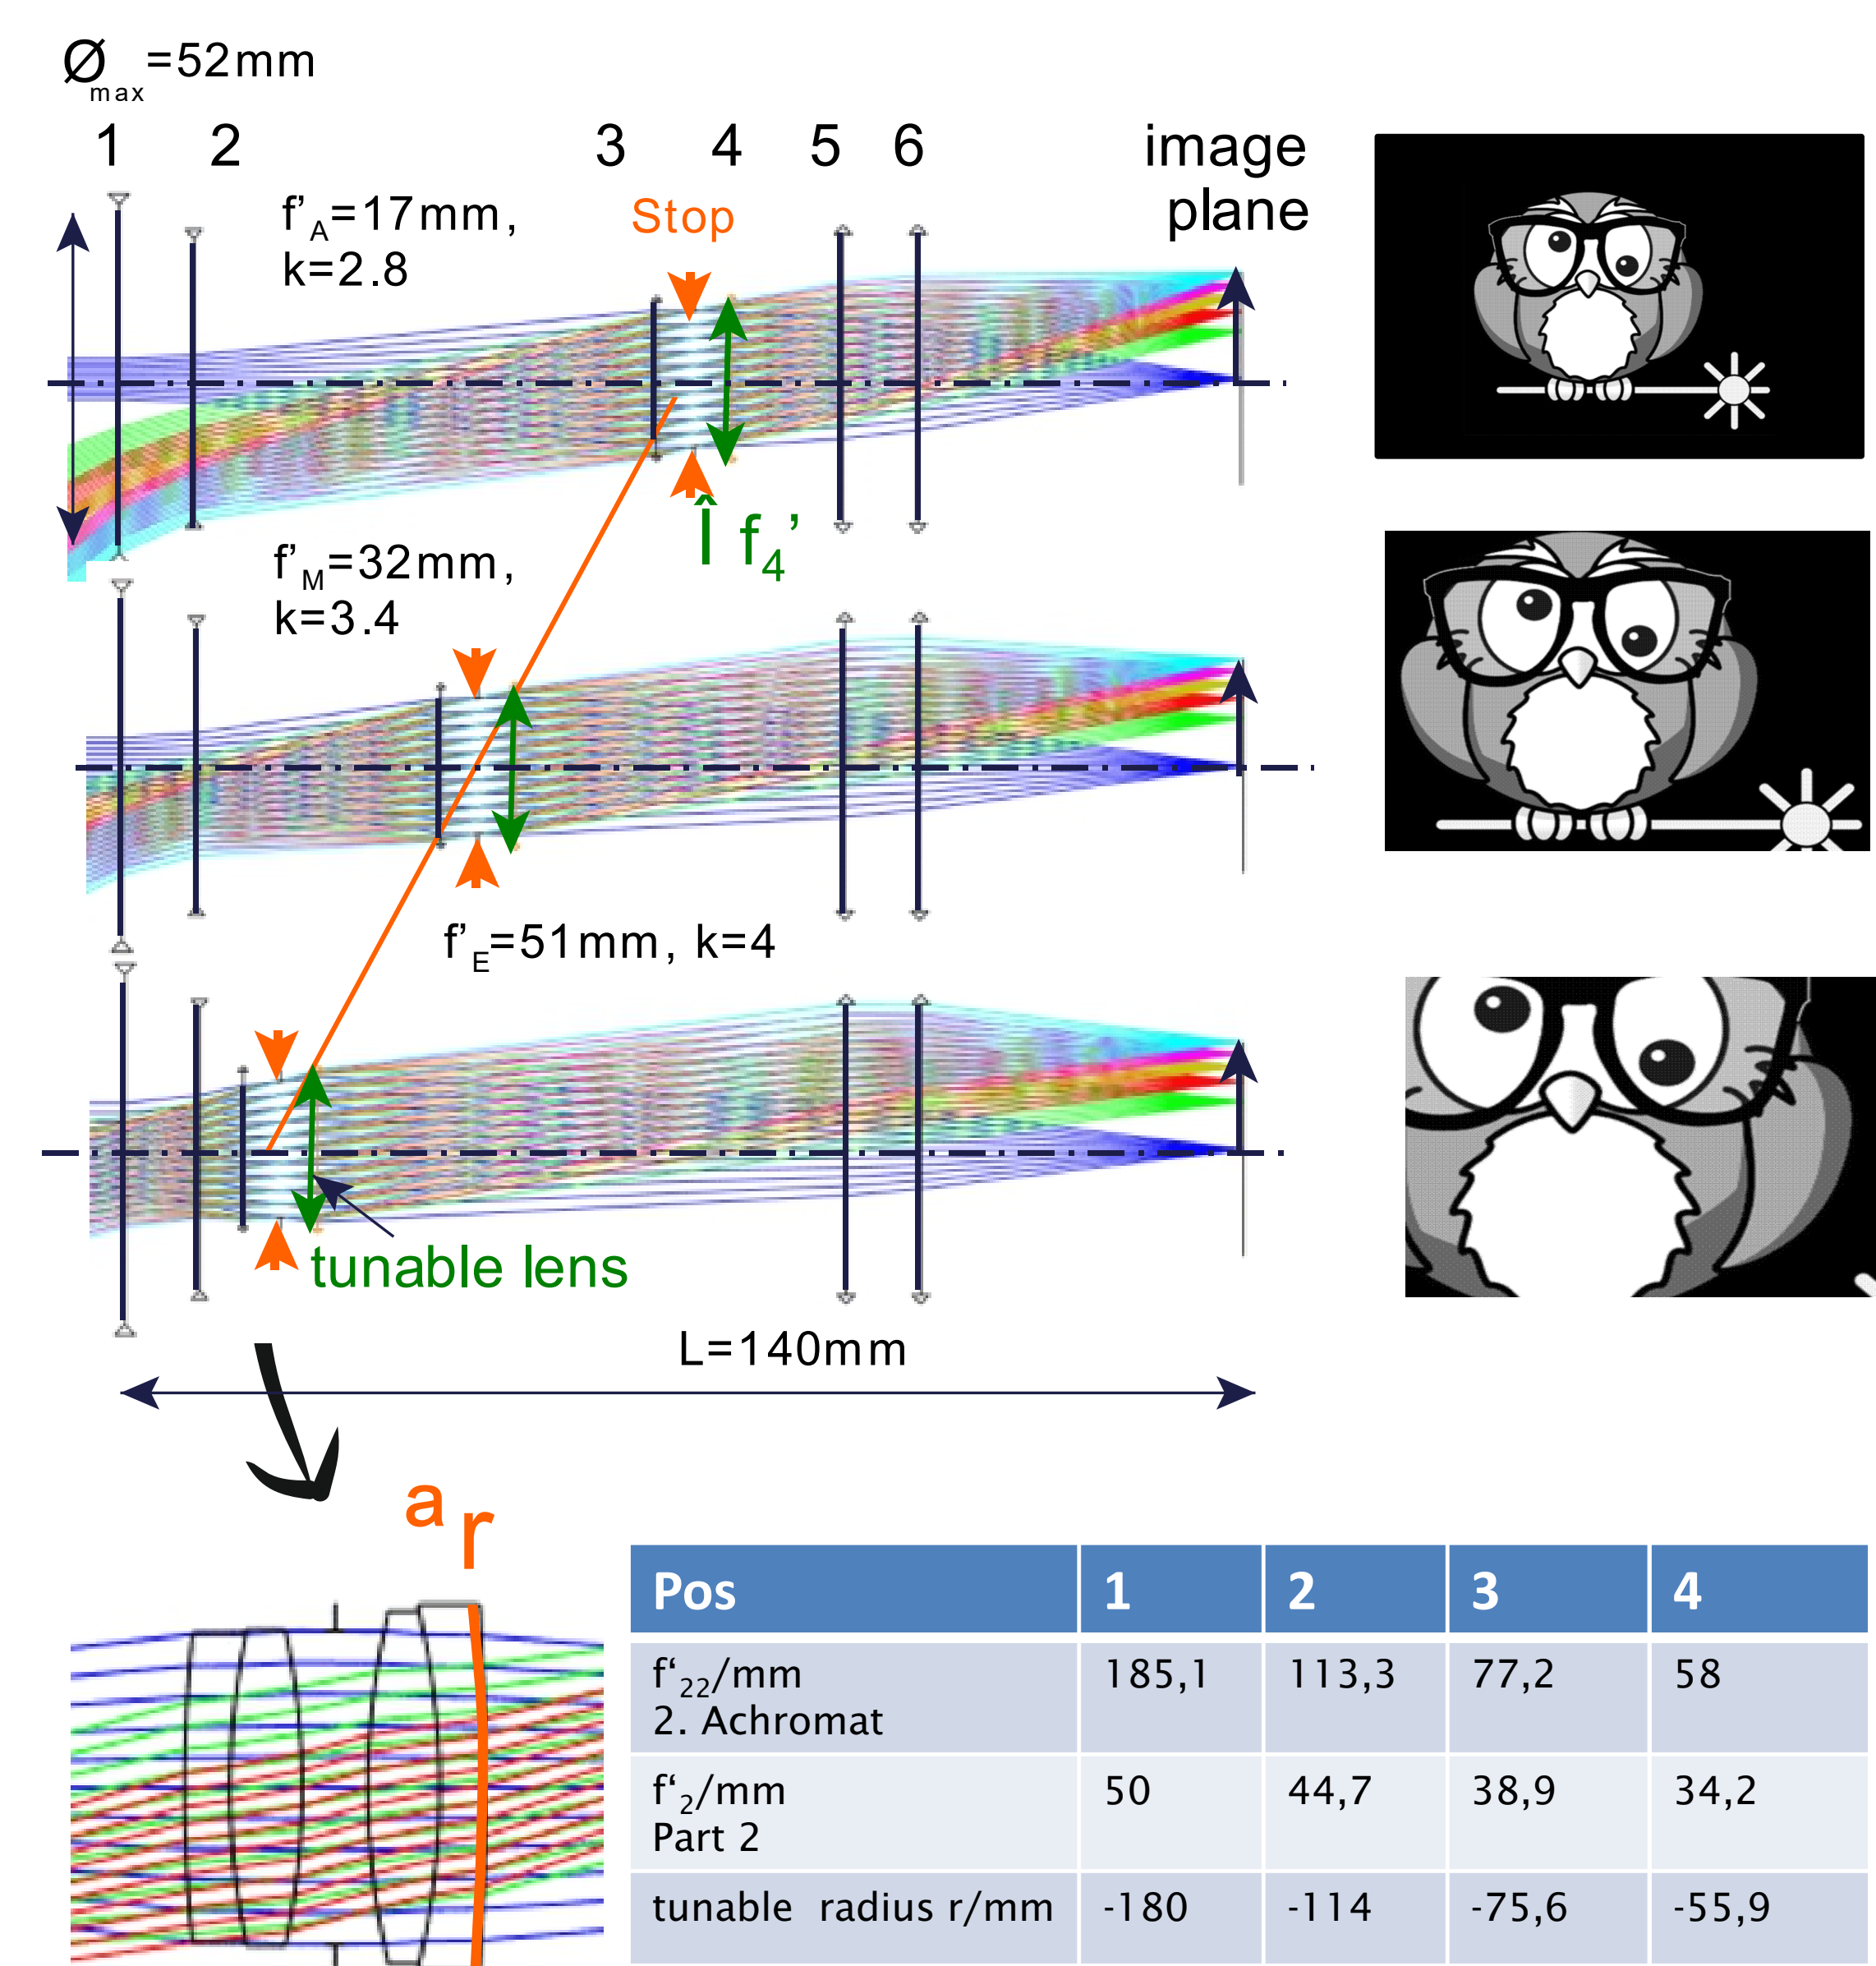 Ø max =52mm
1 2 3 4 5 6 image
plane
f'A=17mm,
k=2.8
Stop
Î f4'
f'M=32mm,
k=3.4
f'E=51mm, k=4
tunable lens
L=140mm
a r
Pos 1 2 3 4
f‘22/mm 185,1 113,3 77,2 58
2. Achromat
f‘2/mm 50 44,7 38,9 34,2
Part 2
tunable radius r/mm -180 -114 -75,6 -55,9